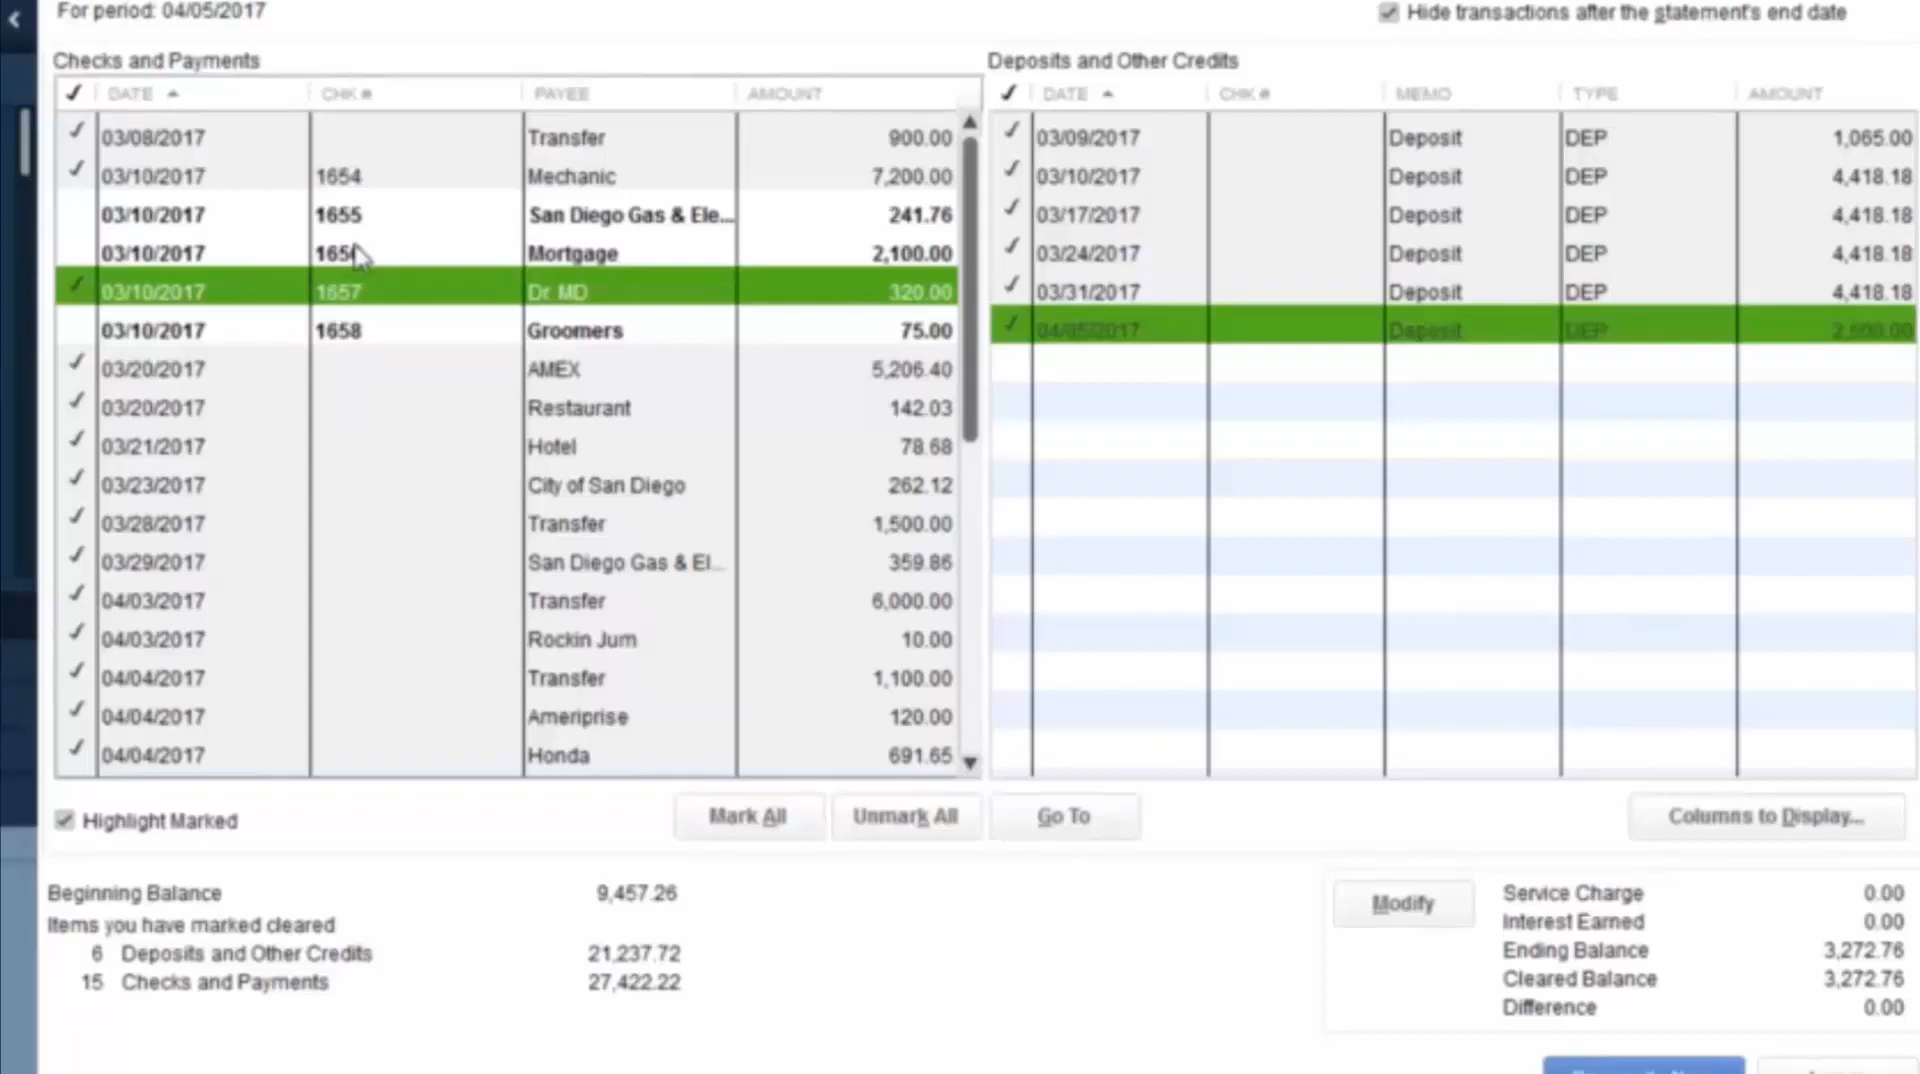 For period: 04/05/2017
Hide transactions after the statement's end date
Checks and Payments
DATE CHK # PAYEE AMOUNT
03/08/2017 Transfer 900.00
03/10/2017 1654 Mechanic 7,200.00
03/10/2017 1655 San Diego Gas & Ele... 241.76
03/10/2017 Mortgage 2,100.00
03/10/2017 1657 Dr. MD 320.00
03/10/2017 1658 Groomers 75.00
03/20/2017 AMEX 5,206.40
03/20/2017 Restaurant 142.03
03/21/2017 Hotel 78.68
03/23/2017 City of San Diego 262.12
03/28/2017 Transfer 1,500.00
03/29/2017 San Diego Gas & El... 359.86
04/03/2017 Transfer 6,000.00
04/03/2017 Rockin Jum 10.00
04/04/2017 Transfer 1,100.00
04/04/2017 Ameriprise 120.00
04/04/2017 Honda 691.65
Deposits and Other Credits
DATE CHK # MEMO TYPE AMOUNT
03/09/2017 Deposit DEP 1,065.00
03/10/2017 Deposit DEP 4,418.18
03/17/2017 Deposit DEP 4,418.18
03/24/2017 Deposit DEP 4,418.18
03/31/2017 Deposit DEP 4,418.18
04/05/2017 Deposit DEP
Highlight Marked
Mark All
Unmark All
Go To
Columns to Display...
Beginning Balance 9,457.26
Items you have marked cleared
6 Deposits and Other Credits 21,237.72
15 Checks and Payments 27,422.22
Modify
Service Charge 0.00
Interest Earned 0.00
Ending Balance 3,272.76
Cleared Balance 3,272.76
Difference 0.00